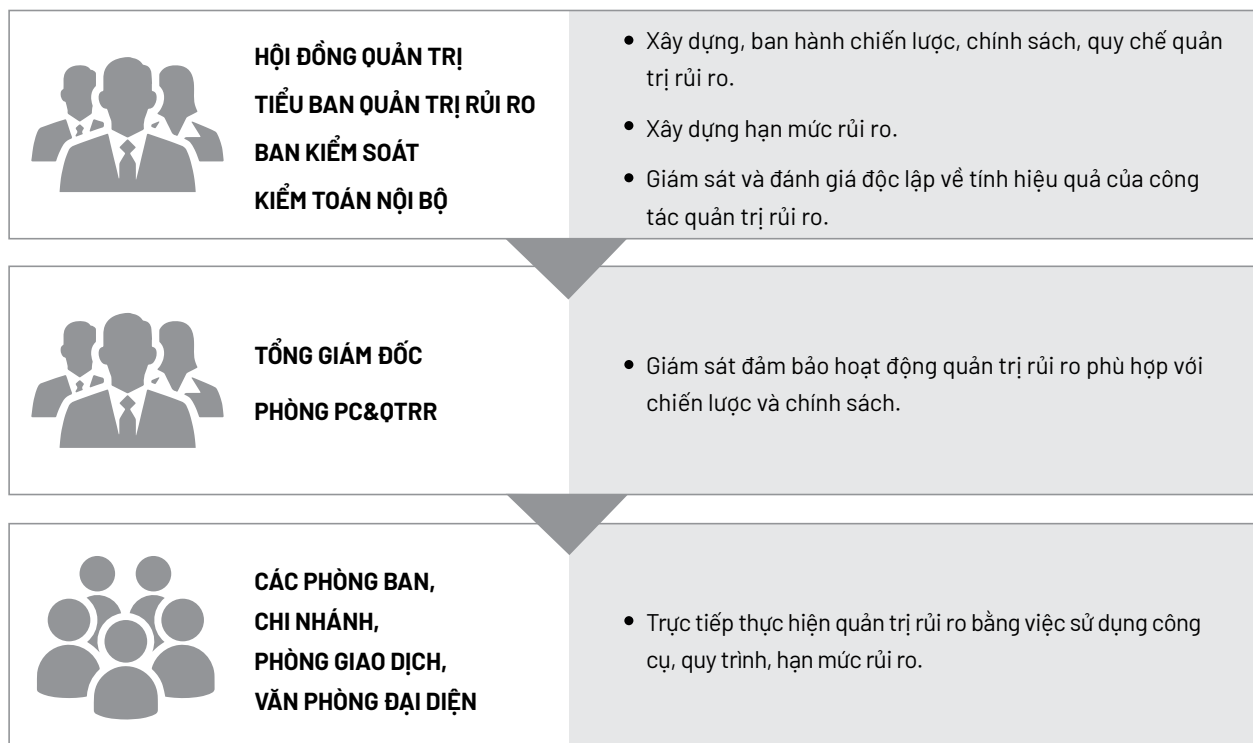 HỘI ĐỒNG QUẢN TRỊ
TIỂU BAN QUẢN TRỊ RỦI RO
BAN KIỂM SOÁT
KIỂM TOÁN NỘI BỘ
• Xây dựng, ban hành chiến lược, chính sách, quy chế quản
trị rủi ro.
• Xây dựng hạn mức rủi ro.
• Giám sát và đánh giá độc lập về tính hiệu quả của công
tác quản trị rủi ro.
TỔNG GIÁM ĐỐC
PHÒNG PC&QTRR
• Giám sát đảm bảo hoạt động quản trị rủi ro phù hợp với
chiến lược và chính sách.
CÁC PHÒNG BAN,
CHI NHÁNH,
PHÒNG GIAO DỊCH,
VĂN PHÒNG ĐẠI DIỆN
• Trực tiếp thực hiện quản trị rủi ro bằng việc sử dụng công
cụ, quy trình, hạn mức rủi ro.